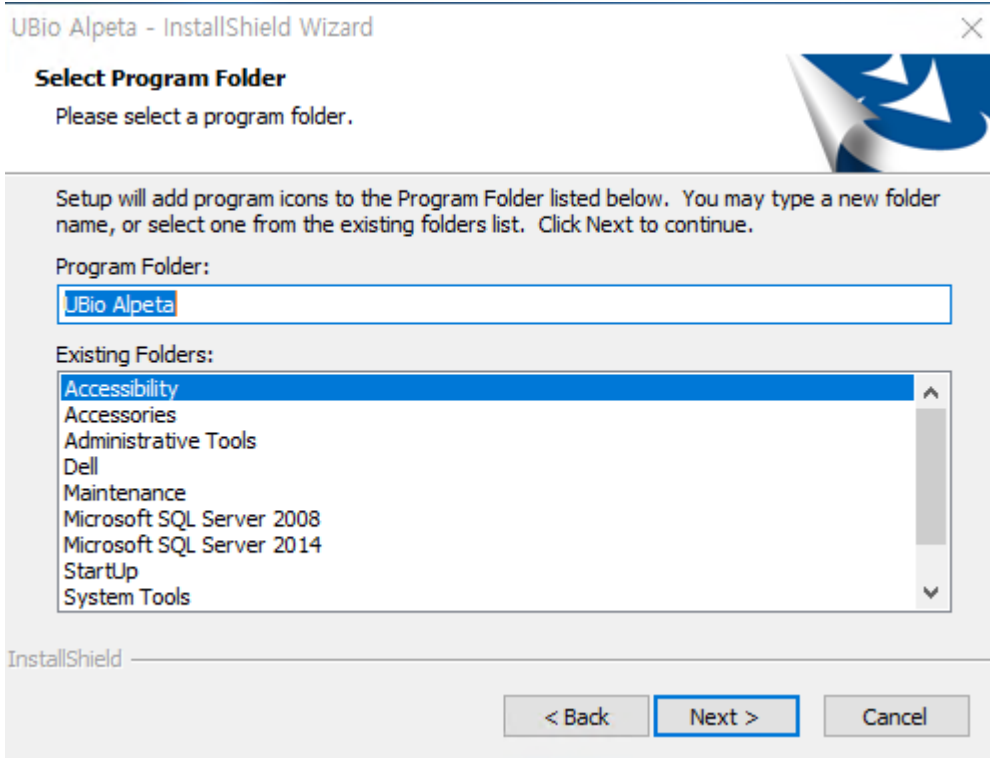 UBio Alpeta - InstallShield Wizard
Select Program Folder
Please select a program folder.
Setup will add program icons to the Program Folder listed below.  You may type a new folder
name, or select one from the existing folders list.  Click Next to continue.
Program Folder:
UBio Alpeta
Existing Folders:
Accessibility
Accessories
Administrative Tools
Dell
Maintenance
Microsoft SQL Server 2008
Microsoft SQL Server 2014
StartUp
System Tools
InstallShield
< Back
Next >
Cancel